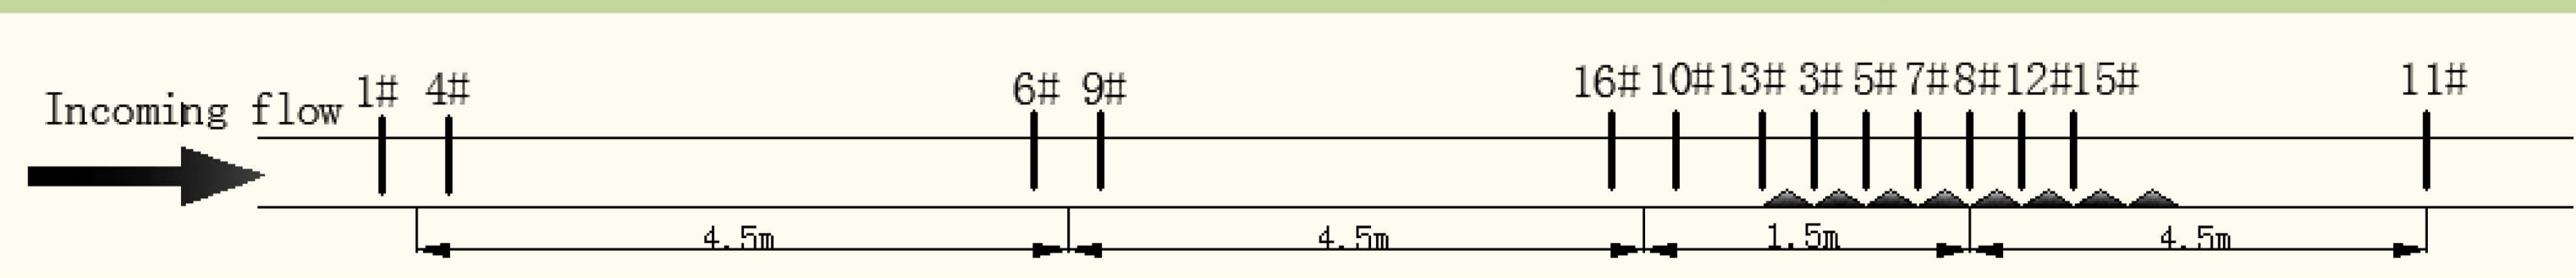 Incoming flow 1# 4# 6# 9# 16# 10# 13# 3# 5# 7# 8# 12# 15# 11#
4.5m 4.5m 1.5m 4.5m